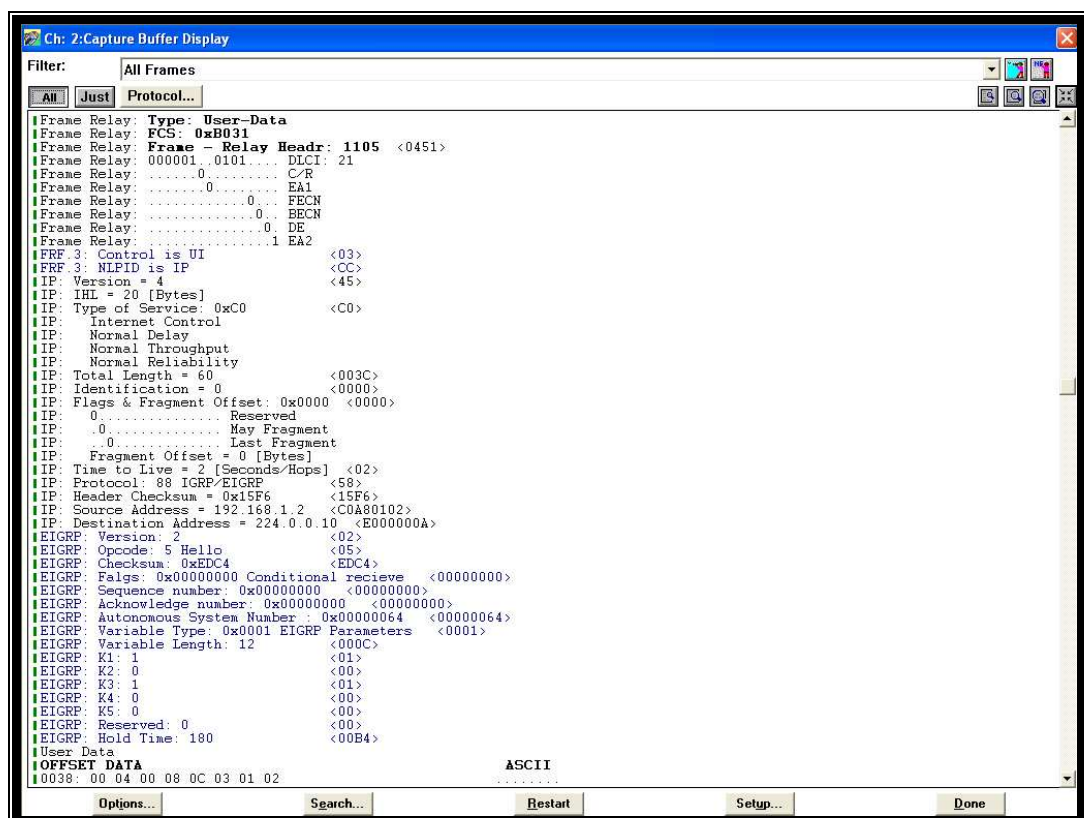 Ch: 2:Capture Buffer Display
Filter: All Frames
All Just Protocol...
Frame Relay: Type: User-Data
Frame Relay: FCS: 0xB031
Frame Relay: Frame - Relay Headr: 1105 <0451>
Frame Relay: 000001..0101.... DLCI: 21
Frame Relay: ......0......... C/R
Frame Relay: .......0........ EA1
Frame Relay: ............0... FECN
Frame Relay: .............0.. BECN
Frame Relay: ..............0. DE
Frame Relay: ...............1 EA2
FRF.3: Control is UI <03>
FRF.3: NLPID is IP <CC>
IP: Version = 4 <45>
IP: IHL = 20 [Bytes]
IP: Type of Service: 0xC0 <C0>
IP: Internet Control
IP: Normal Delay
IP: Normal Throughput
IP: Normal Reliability
IP: Total Length = 60 <003C>
IP: Identification = 0 <0000>
IP: Flags & Fragment Offset: 0x0000 <0000>
IP: 0............... Reserved
IP: .0.............. May Fragment
IP: ..0............. Last Fragment
IP: Fragment Offset = 0 [Bytes]
IP: Time to Live = 2 [Seconds/Hops] <02>
IP: Protocol: 88 IGRP/EIGRP <58>
IP: Header Checksum = 0x15F6 <15F6>
IP: Source Address = 192.168.1.2 <C0A80102>
IP: Destination Address = 224.0.0.10 <E000000A>
EIGRP: Version: 2 <02>
EIGRP: Opcode: 5 Hello <05>
EIGRP: Checksum: 0xEDC4 <EDC4>
EIGRP: Falgs: 0x00000000 Conditional recieve <00000000>
EIGRP: Sequence number: 0x00000000 <00000000>
EIGRP: Acknowledge number: 0x00000000 <00000000>
EIGRP: Autonomous System Number : 0x00000064 <00000064>
EIGRP: Variable Type: 0x0001 EIGRP Parameters <0001>
EIGRP: Variable Length: 12 <000C>
EIGRP: K1: 1 <01>
EIGRP: K2: 0 <00>
EIGRP: K3: 1 <01>
EIGRP: K4: 0 <00>
EIGRP: K5: 0 <00>
EIGRP: Reserved: 0 <00>
EIGRP: Hold Time: 180 <00B4>
User Data
OFFSET DATA ASCII
0038: 00 04 00 08 0C 03 01 02 ........
Options... Search... Restart Setup... Done